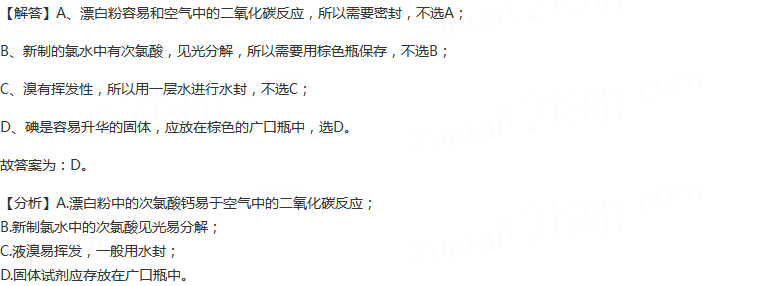 【解答】A、漂白粉容易和空气中的二氧化碳反应，所以需要密封，不选A；
B、新制的氯水中有次氯酸，见光分解，所以需要用棕色瓶保存，不选B；
C、溴有挥发性，所以用一层水进行水封，不选C；
D、碘是容易升华的固体，应放在棕色的广口瓶中，选D。
故答案为：D。
【分析】A.漂白粉中的次氯酸钙易于空气中的二氧化碳反应；
B.新制氯水中的次氯酸见光易分解；
C.液溴易挥发，一般用水封；
D.固体试剂应存放在广口瓶中。